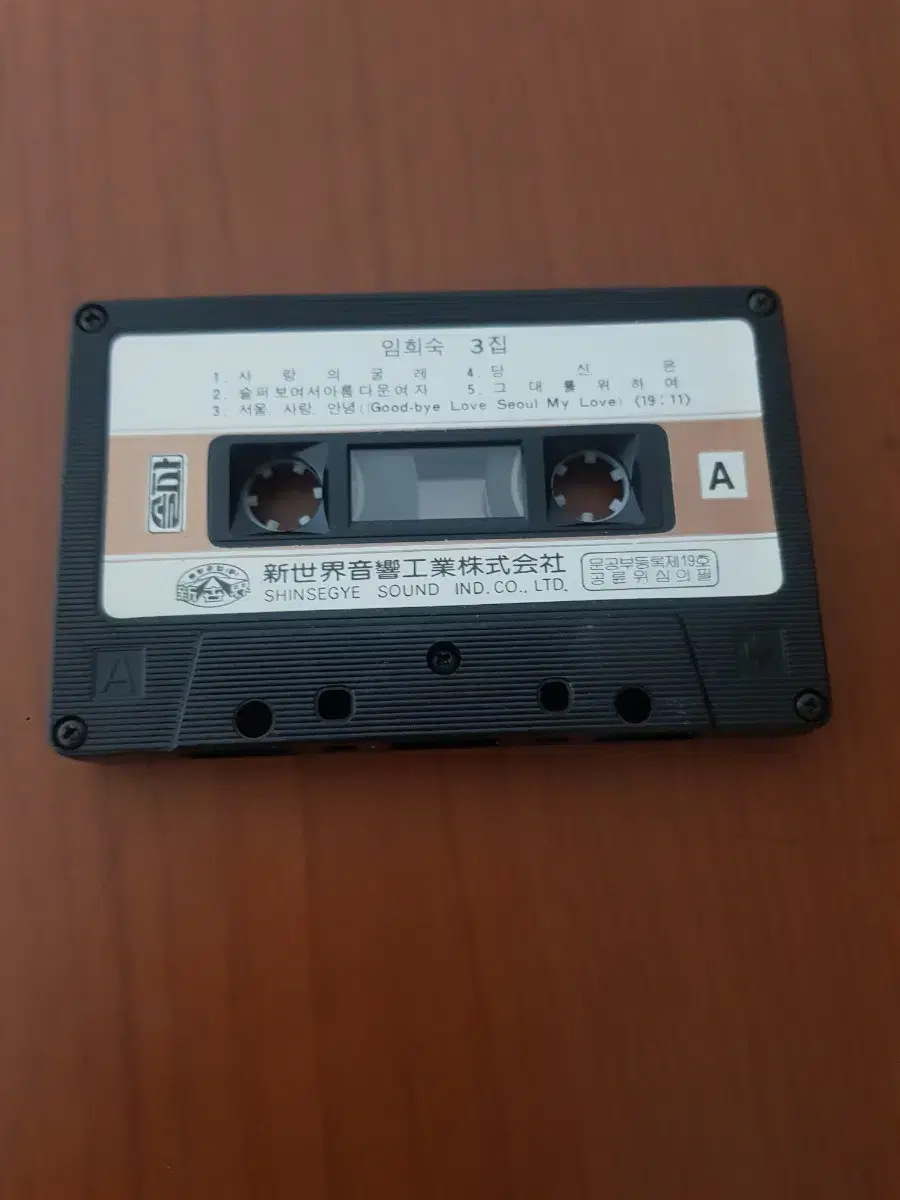 임희숙 3집
1. 사랑의굴레 4. 당신은
2. 슬퍼보여서아름다운여자 5. 그대를위하여
3. 서울 사랑 안녕 (Good-bye Love Seoul My Love) (19:11)
A
新世界音響工業株式会社
SHINSEGYE SOUND IND. CO., LTD.
문공부등록제19호
공륜위심의필
A